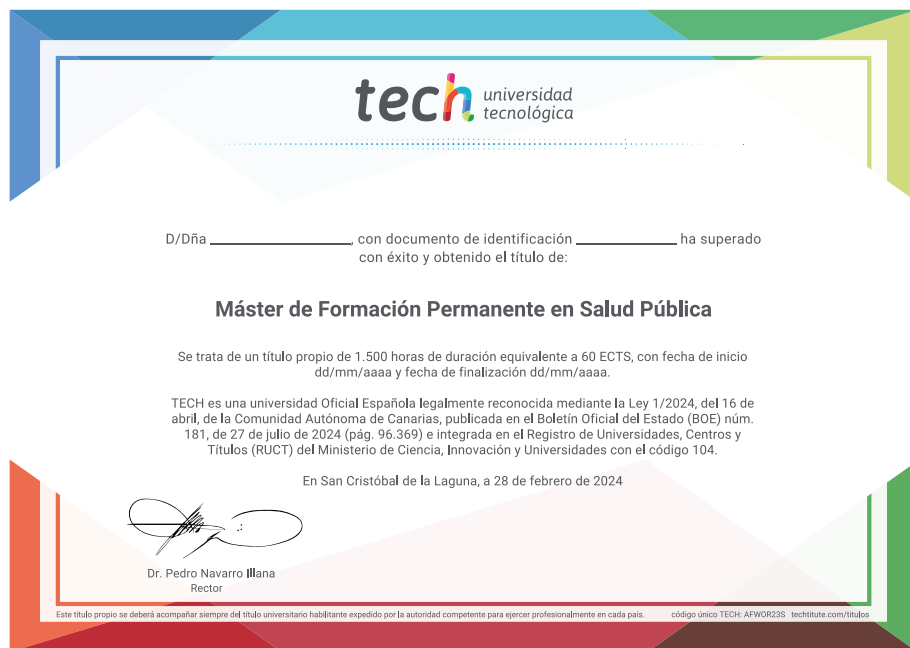 tech universidad
tecnológica
D/Dña ____________________, con documento de identificación ______________ ha superado
con éxito y obtenido el título de:
Máster de Formación Permanente en Salud Pública
Se trata de un título propio de 1.500 horas de duración equivalente a 60 ECTS, con fecha de inicio
dd/mm/aaaa y fecha de finalización dd/mm/aaaa.
TECH es una universidad Oficial Española legalmente reconocida mediante la Ley 1/2024, del 16 de
abril, de la Comunidad Autónoma de Canarias, publicada en el Boletín Oficial del Estado (BOE) núm.
181, de 27 de julio de 2024 (pág. 96.369) e integrada en el Registro de Universidades, Centros y
Títulos (RUCT) del Ministerio de Ciencia, Innovación y Universidades con el código 104.
En San Cristóbal de la Laguna, a 28 de febrero de 2024
Dr. Pedro Navarro Illana
Rector
Este título propio se deberá acompañar siempre del título universitario habilitante expedido por la autoridad competente para ejercer profesionalmente en cada país. código único TECH: AFWOR23S techtitute.com/titulos